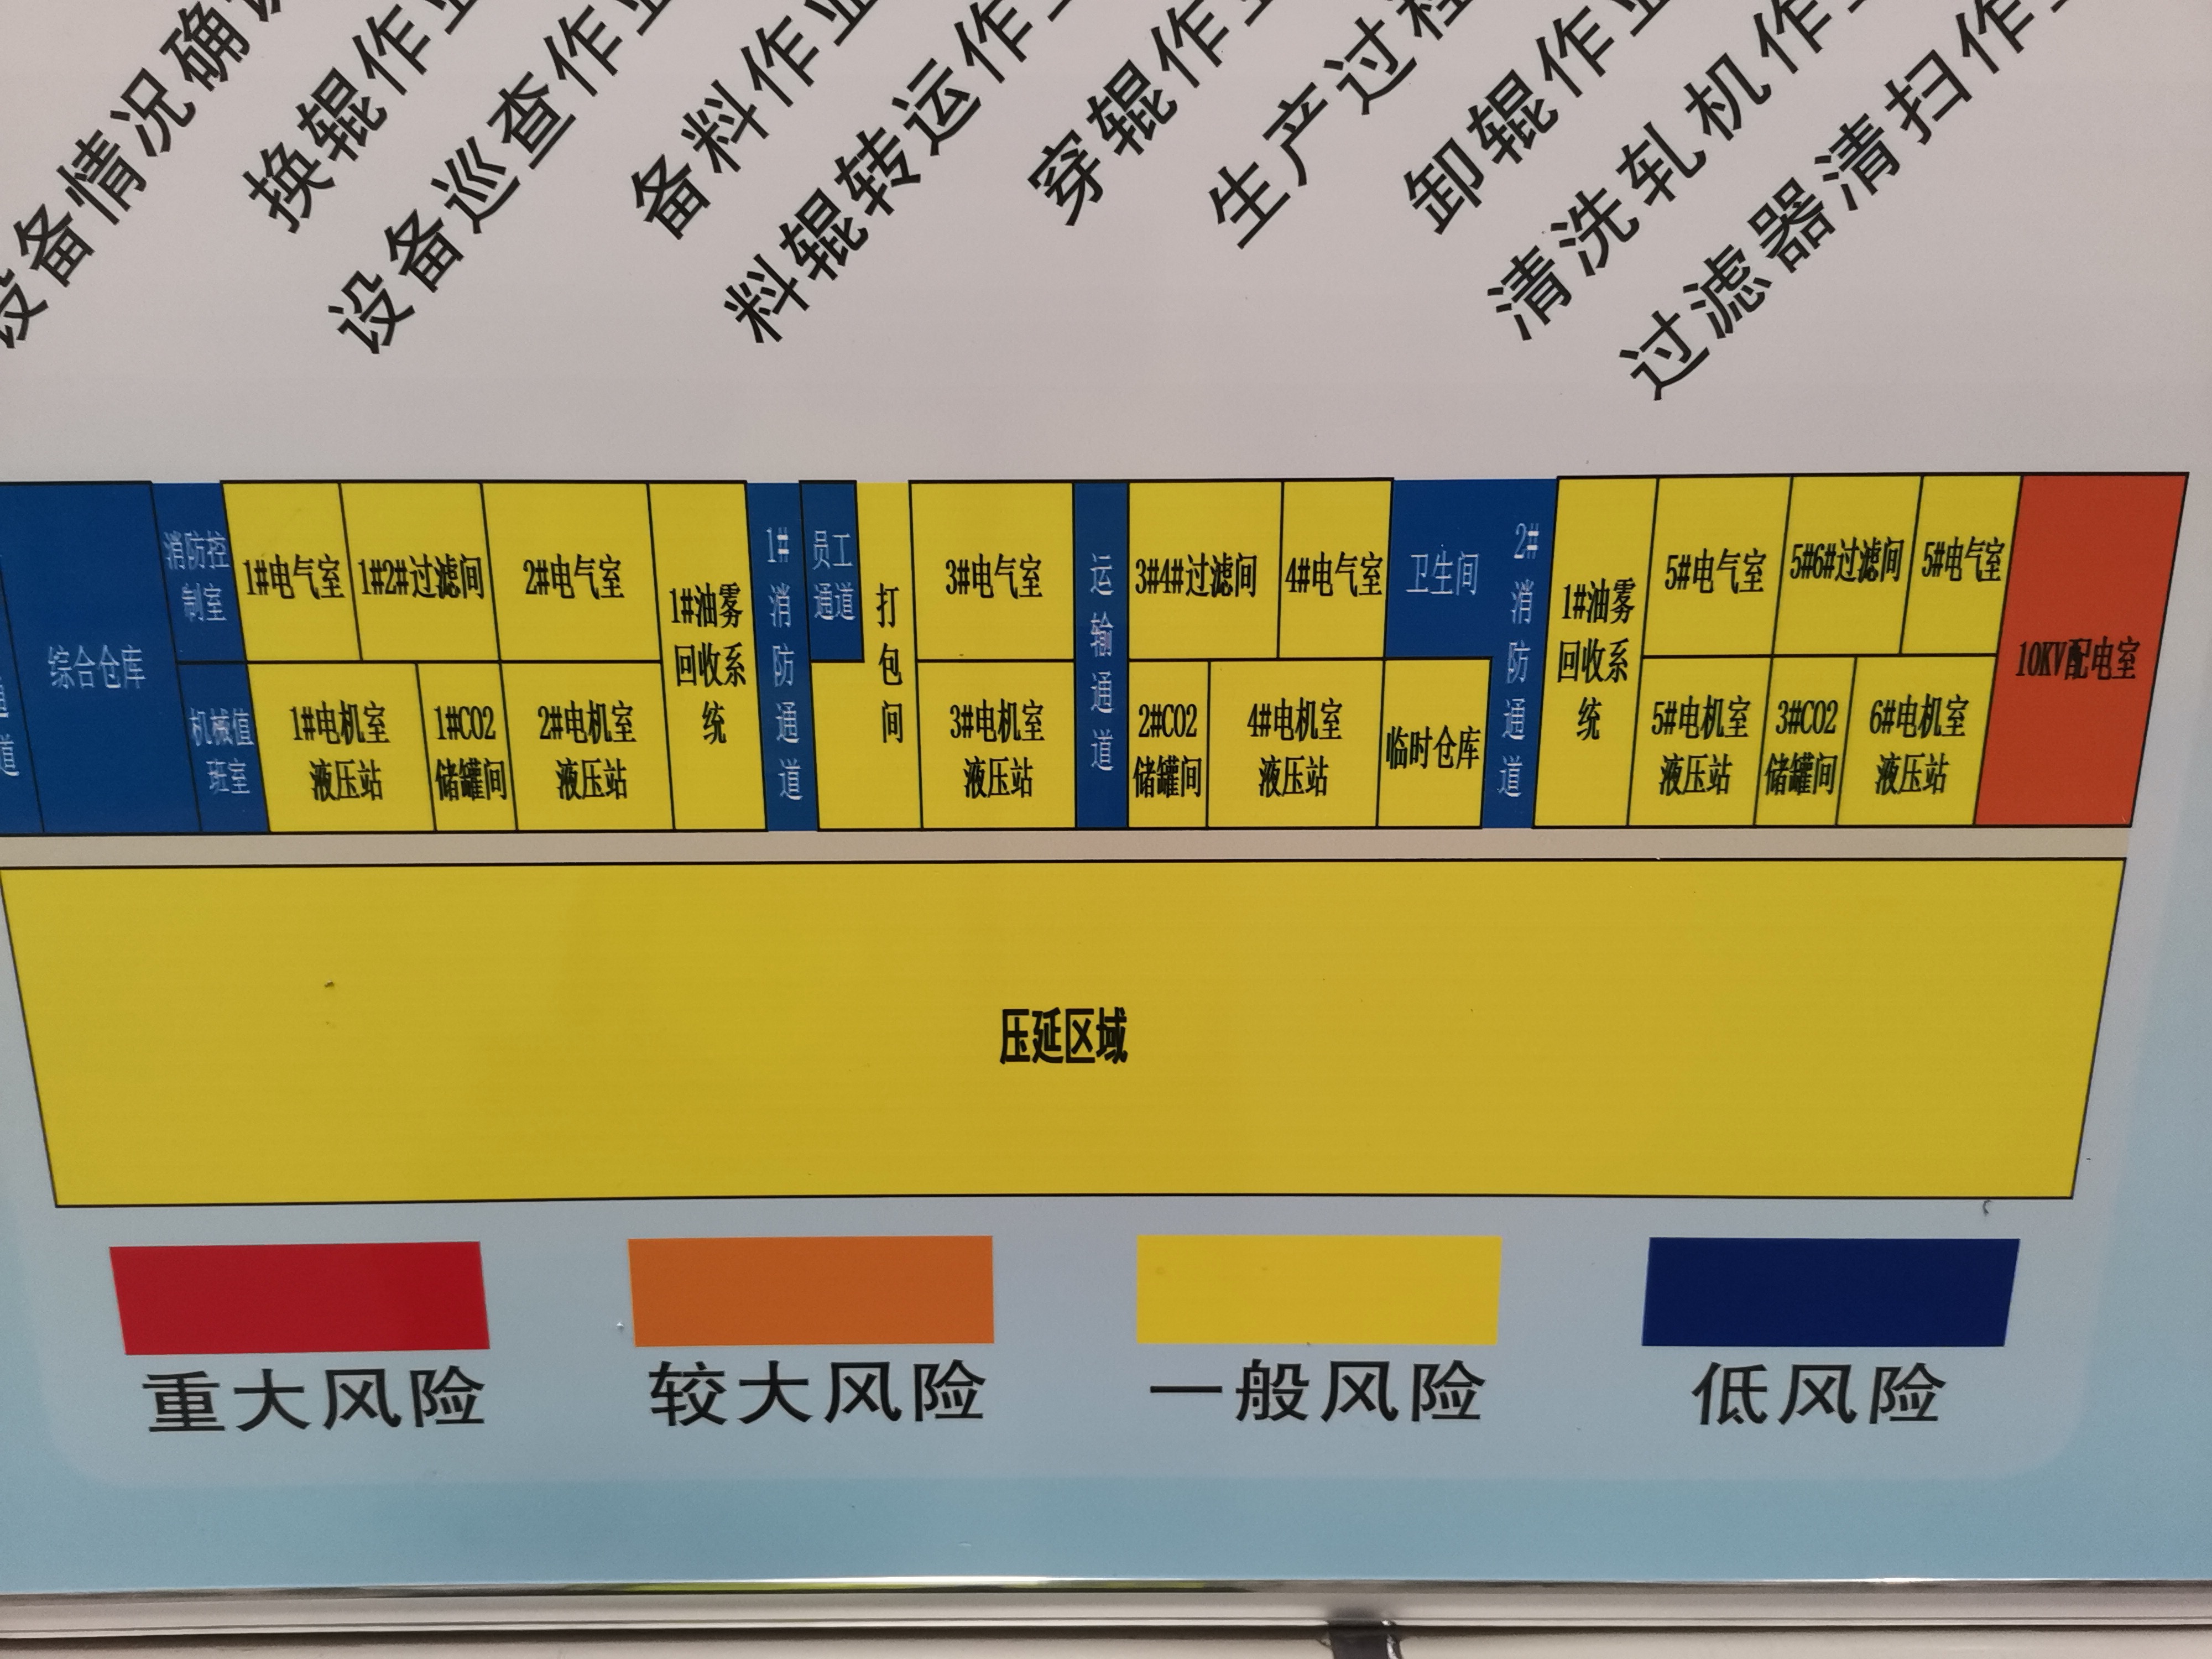 设备情况确
换辊作业
设备巡查作
备料作业
料辊转运作
穿辊作
生产过程
卸辊作业
清洗轧机作
过滤器清扫作
通
道
综合仓库
消防控
制室
机械值
班室
1#电气室
1#2#过滤间
2#电气室
1#电机室
液压站
1#CO2
储罐间
2#电机室
液压站
1#油雾
回收系
统
1#
消
防
通
道
员工
通道
打
包
间
3#电气室
3#电机室
液压站
运
输
通
道
3#4#过滤间
4#电气室
2#CO2
储罐间
4#电机室
液压站
卫生间
临时仓库
2#
消
防
通
道
1#油雾
回收系
统
5#电气室
5#6#过滤间
5#电气室
5#电机室
液压站
3#CO2
储罐间
6#电机室
液压站
10KV配电室
压延区域
重大风险
较大风险
一般风险
低风险